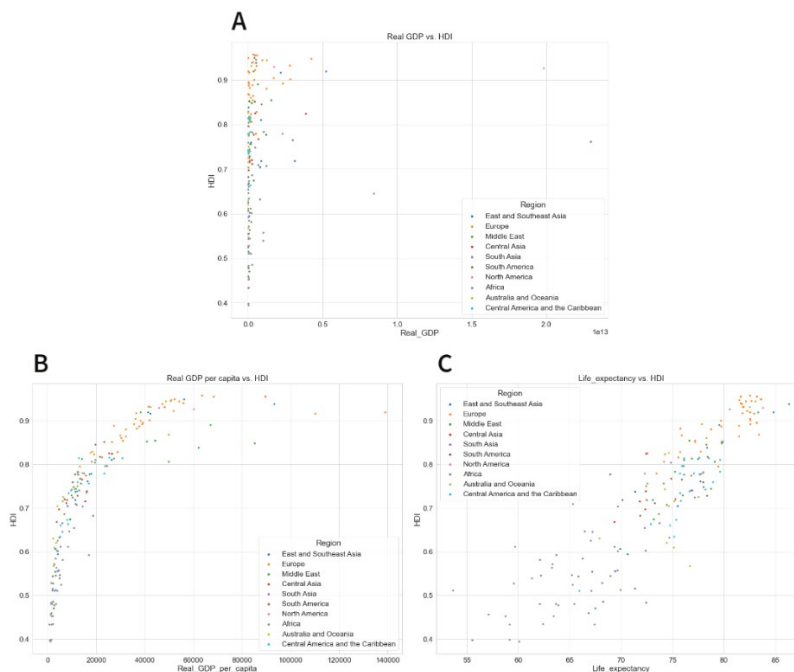 A
Real GDP vs. HDI
0.9
0.8
0.7
0.6
0.5
0.4
HDI
Region
East and Southeast Asia
Europe
Middle East
Central Asia
South Asia
South America
North America
Africa
Australia and Oceania
Central America and the Caribbean
0.0 0.5 1.0 1.5 2.0
1e13
Real_GDP
B
Real GDP per capita vs. HDI
0.9
0.8
0.7
0.6
0.5
0.4
HDI
Region
East and Southeast Asia
Europe
Middle East
Central Asia
South Asia
South America
North America
Africa
Australia and Oceania
Central America and the Caribbean
0 20000 40000 60000 80000 100000 120000 140000
Real_GDP_per_capita
C
Life_expectancy vs. HDI
Region
East and Southeast Asia
Europe
Middle East
Central Asia
South Asia
South America
North America
Africa
Australia and Oceania
Central America and the Caribbean
0.9
0.8
0.7
0.6
0.5
0.4
HDI
55 60 65 70 75 80 85
Life_expectancy